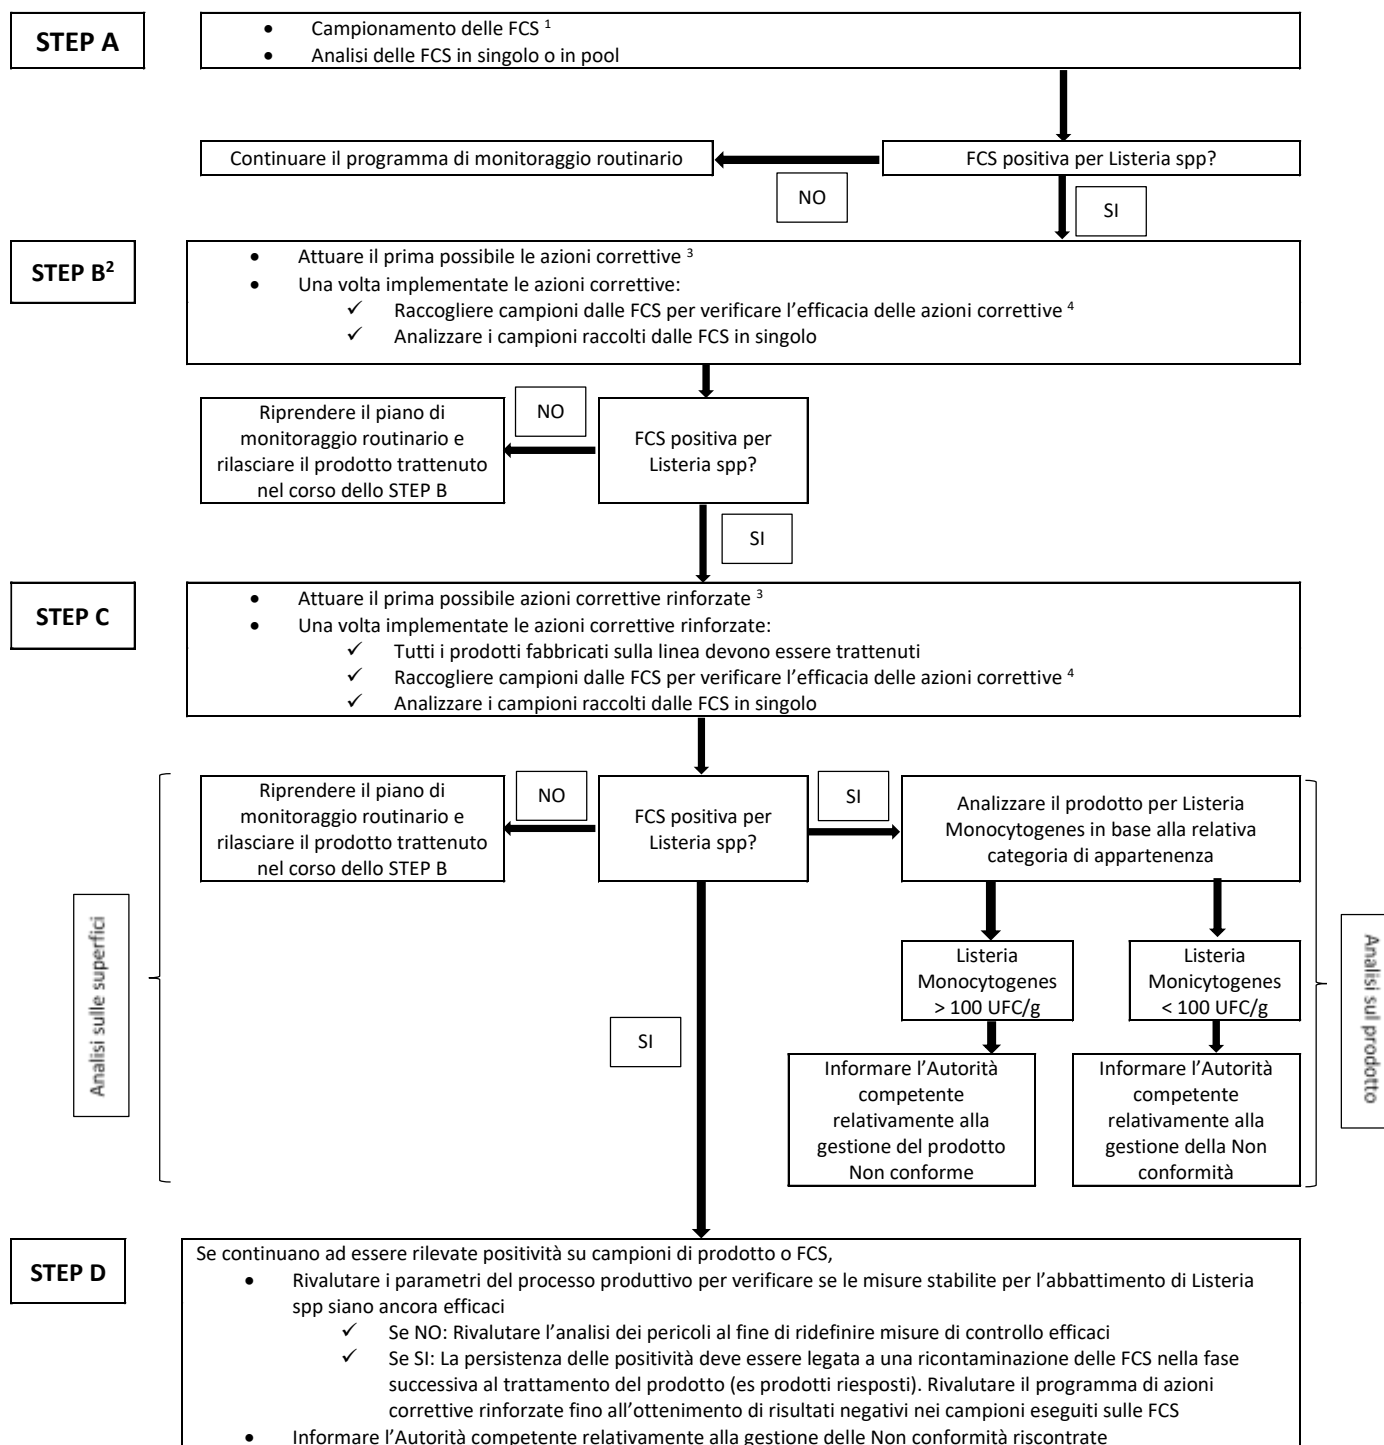 STEP A
• Campionamento delle FCS ¹
• Analisi delle FCS in singolo o in pool
Continuare il programma di monitoraggio routinario
FCS positiva per Listeria spp?
NO
SI
STEP B²
• Attuare il prima possibile le azioni correttive ³
• Una volta implementate le azioni correttive:
✓ Raccogliere campioni dalle FCS per verificare l’efficacia delle azioni correttive ⁴
✓ Analizzare i campioni raccolti dalle FCS in singolo
Riprendere il piano di
monitoraggio routinario e
rilasciare il prodotto trattenuto
nel corso dello STEP B
NO
FCS positiva per
Listeria spp?
SI
STEP C
• Attuare il prima possibile azioni correttive rinforzate ³
• Una volta implementate le azioni correttive rinforzate:
✓ Tutti i prodotti fabbricati sulla linea devono essere trattenuti
✓ Raccogliere campioni dalle FCS per verificare l’efficacia delle azioni correttive ⁴
✓ Analizzare i campioni raccolti dalle FCS in singolo
Analisi sulle superfici
Riprendere il piano di
monitoraggio routinario e
rilasciare il prodotto trattenuto
nel corso dello STEP B
NO
FCS positiva per
Listeria spp?
SI
Analizzare il prodotto per Listeria
Monocytogenes in base alla relativa
categoria di appartenenza
Listeria
Monocytogenes
> 100 UFC/g
Listeria
Monicytogenes
< 100 UFC/g
Analisi sul prodotto
SI
Informare l’Autorità
competente
relativamente alla
gestione del prodotto
Non conforme
Informare l’Autorità
competente
relativamente alla
gestione della Non
conformità
STEP D
Se continuano ad essere rilevate positività su campioni di prodotto o FCS,
• Rivalutare i parametri del processo produttivo per verificare se le misure stabilite per l’abbattimento di Listeria
spp siano ancora efficaci
✓ Se NO: Rivalutare l’analisi dei pericoli al fine di ridefinire misure di controllo efficaci
✓ Se SI: La persistenza delle positività deve essere legata a una ricontaminazione delle FCS nella fase
successiva al trattamento del prodotto (es prodotti riesposti). Rivalutare il programma di azioni
correttive rinforzate fino all’ottenimento di risultati negativi nei campioni eseguiti sulle FCS
• Informare l’Autorità competente relativamente alla gestione delle Non conformità riscontrate